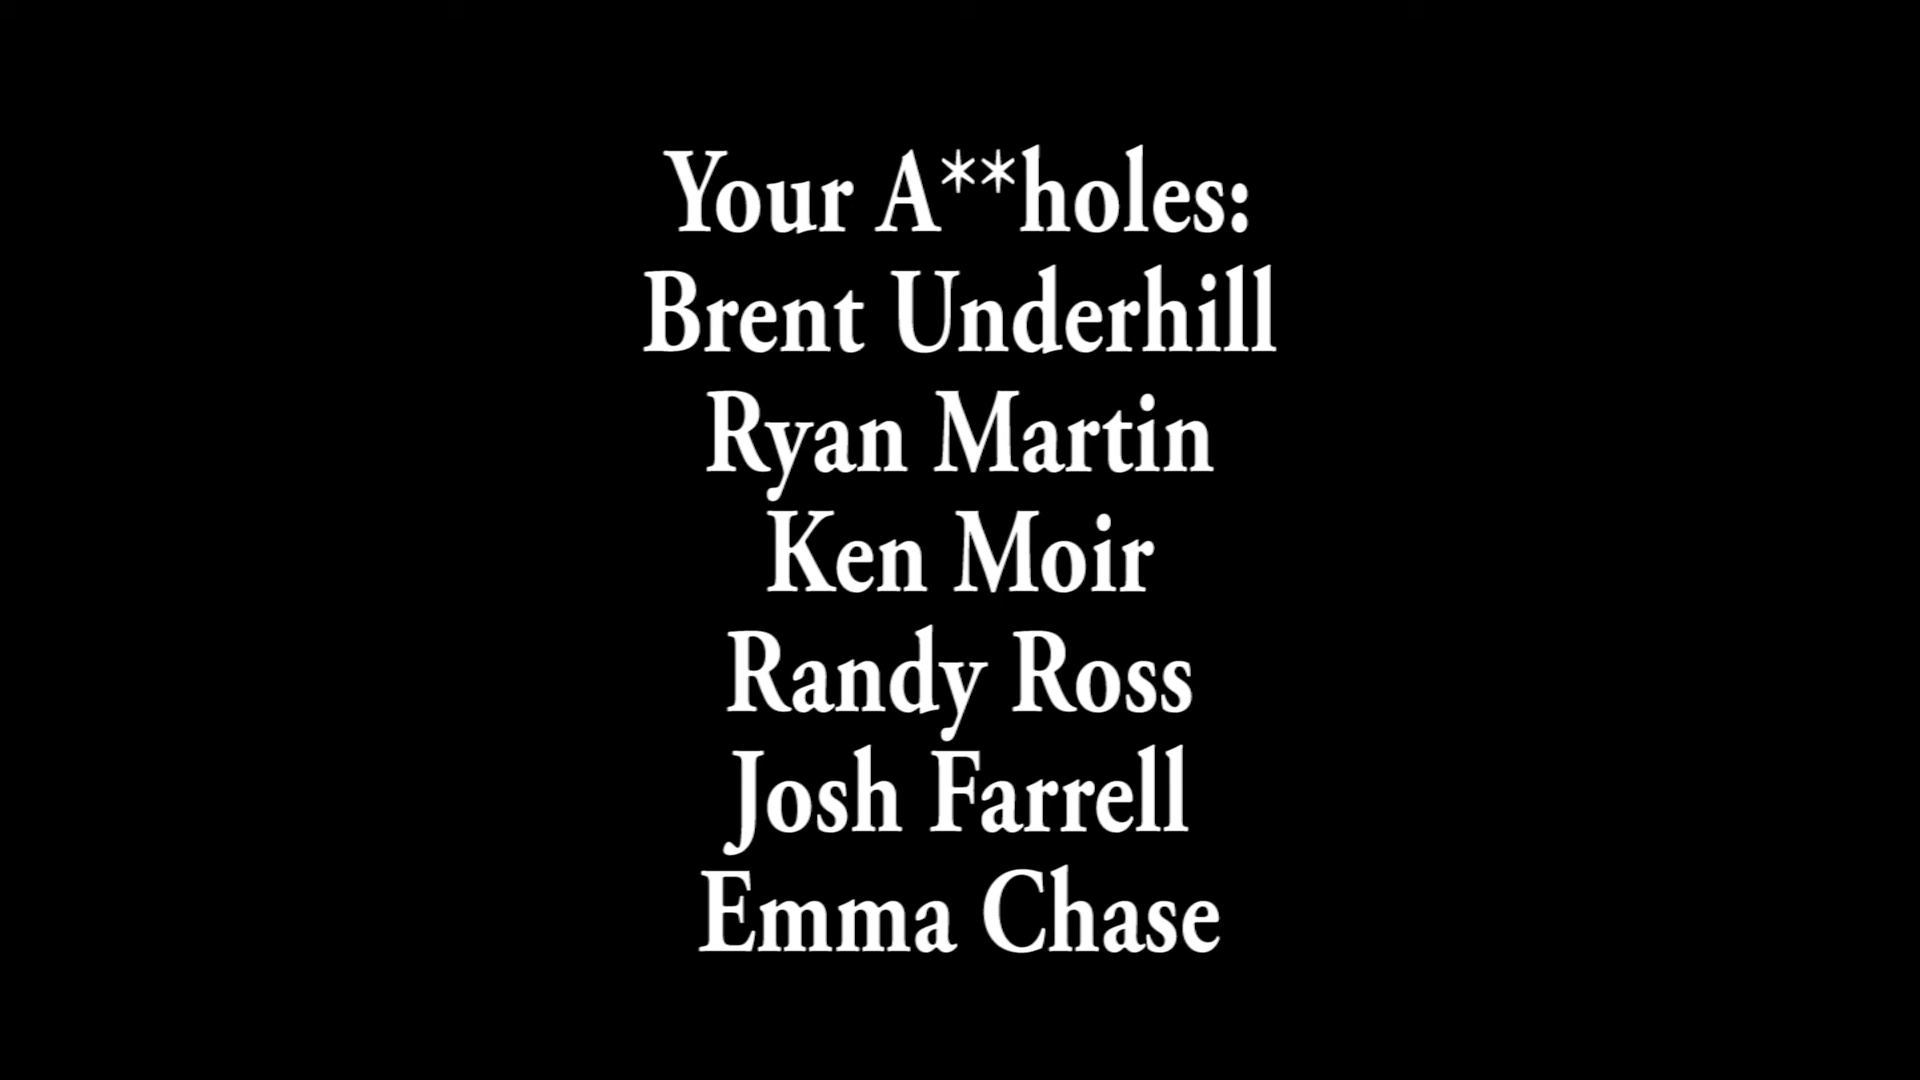 Your A**holes:
Brent Underhill
Ryan Martin
Ken Moir
Randy Ross
Josh Farrell
Emma Chase